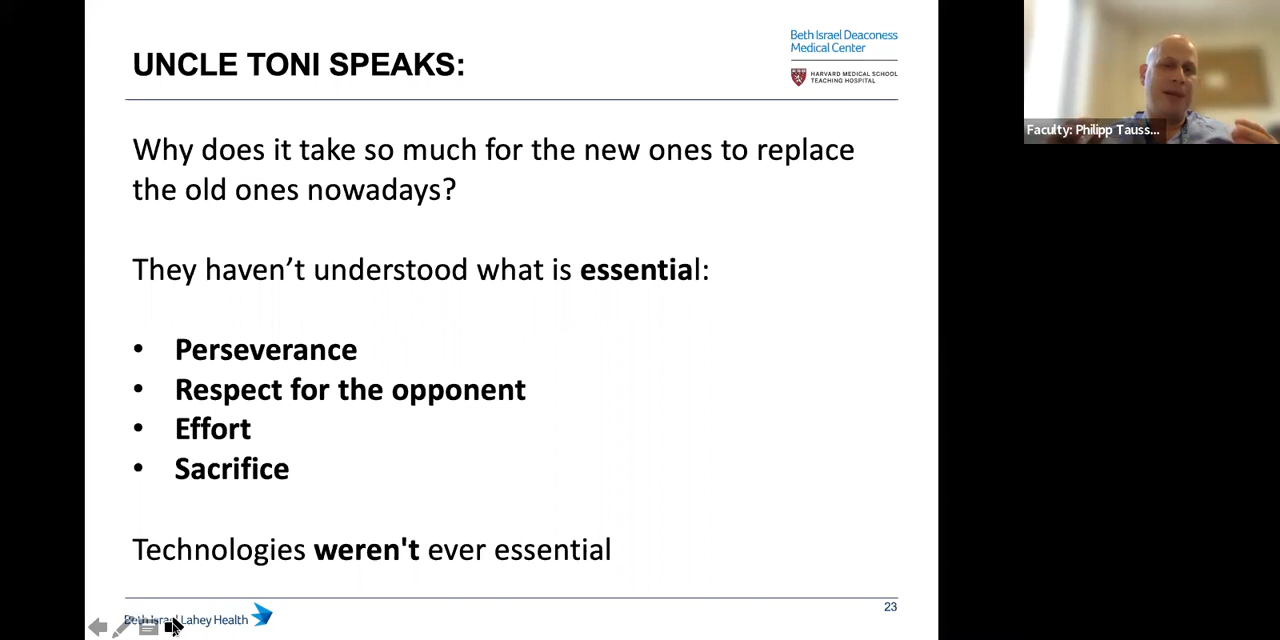 UNCLE TONI SPEAKS:
Beth Israel Deaconess
Medical Center
HARVARD MEDICAL SCHOOL
TEACHING HOSPITAL
Faculty: Philipp Tauss...
Why does it take so much for the new ones to replace
the old ones nowadays?
They haven’t understood what is essential:
• Perseverance
• Respect for the opponent
• Effort
• Sacrifice
Technologies weren't ever essential
Beth Israel Lahey Health
23